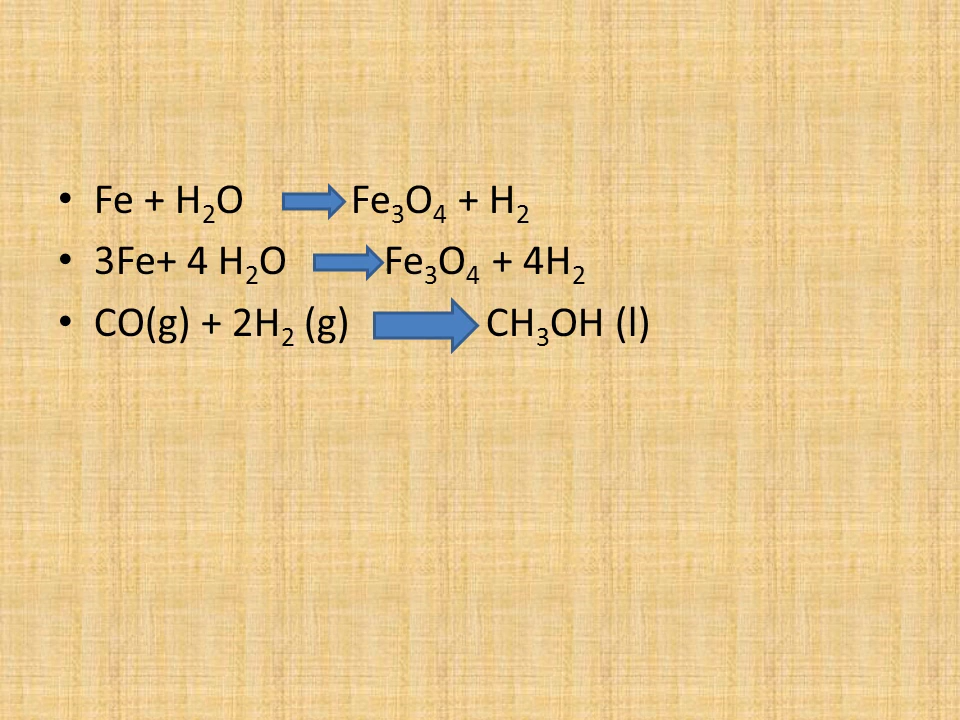 • Fe + H₂O → Fe₃O₄ + H₂
• 3Fe+ 4 H₂O → Fe₃O₄ + 4H₂
• CO(g) + 2H₂ (g) → CH₃OH (l)